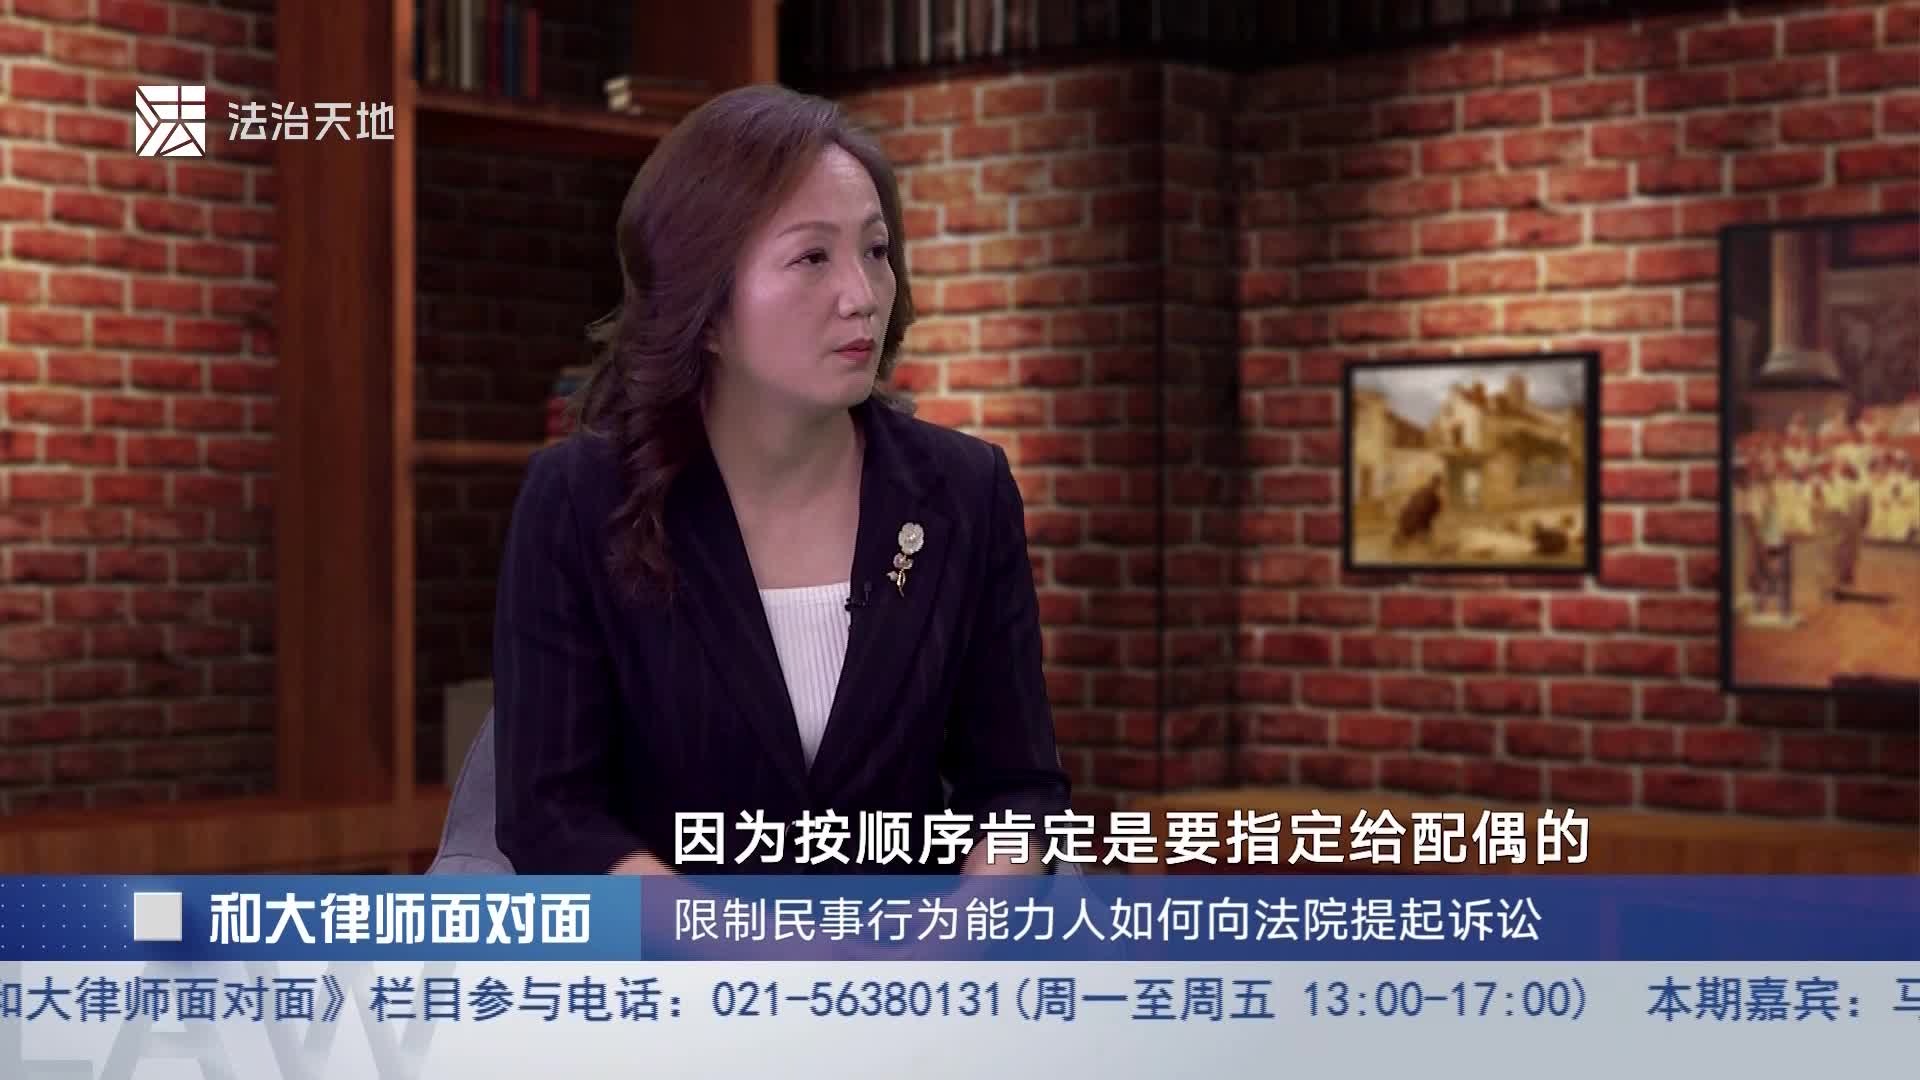 法治天地
因为按顺序肯定是要指定给配偶的
和大律师面对面
限制民事行为能力人如何向法院提起诉讼
和大律师面对面》栏目参与电话：021-56380131(周一至周五 13:00-17:00) 本期嘉宾：马
LAW